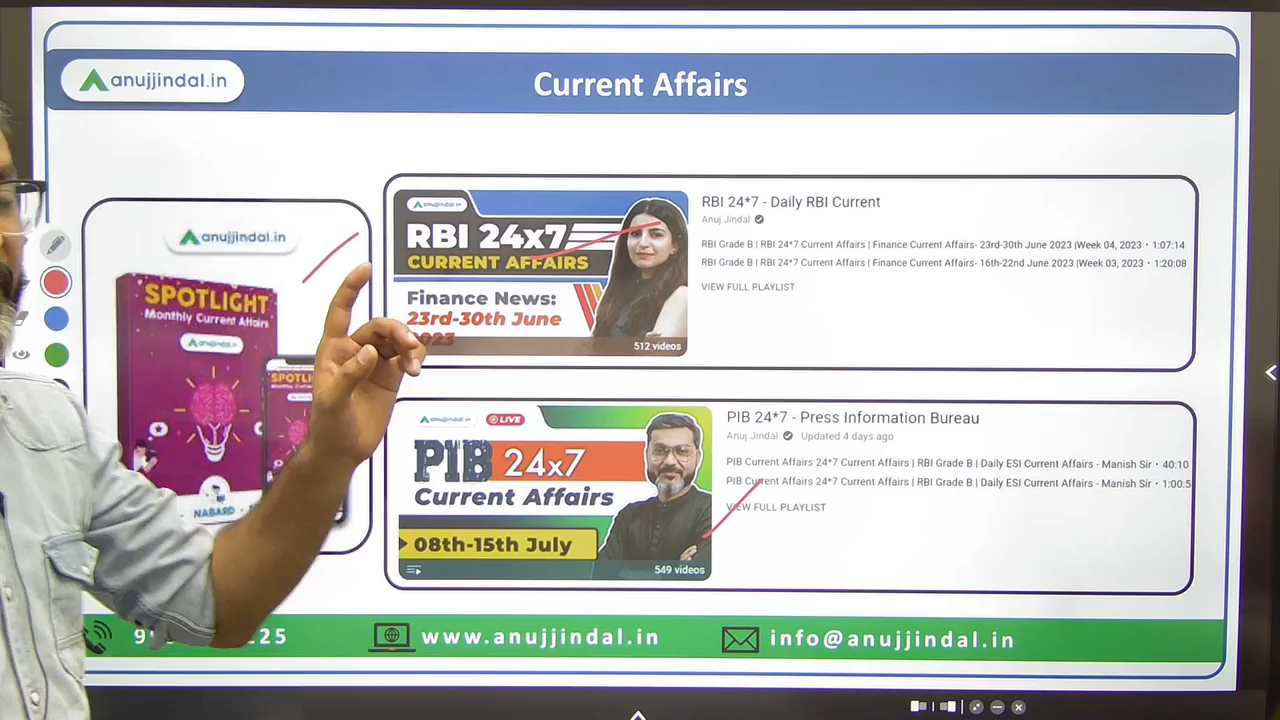 anujjindal.in
Current Affairs
anujjindal.in
SPOTLIGHT
Monthly Current Affairs
anujjindal.in
SPOTLI
NABARD
anujjindal.in
RBI 24x7
CURRENT AFFAIRS
Finance News:
23rd-30th June
2023
512 videos
RBI 24*7 - Daily RBI Current
Anuj Jindal
RBI Grade B | RBI 24*7 Current Affairs | Finance Current Affairs- 23rd-30th June 2023 |Week 04, 2023 • 1:07:14
RBI Grade B | RBI 24*7 Current Affairs | Finance Current Affairs- 16th-22nd June 2023 |Week 03, 2023 • 1:20:08
VIEW FULL PLAYLIST
anujjindal.in
LIVE
PIB 24x7
Current Affairs
08th-15th July
549 videos
PIB 24*7 - Press Information Bureau
Anuj Jindal Updated 4 days ago
PIB Current Affairs 24*7 Current Affairs | RBI Grade B | Daily ESI Current Affairs - Manish Sir • 40:10
PIB Current Affairs 24*7 Current Affairs | RBI Grade B | Daily ESI Current Affairs - Manish Sir • 1:00:5
VIEW FULL PLAYLIST
25
www.anujjindal.in
info@anujjindal.in